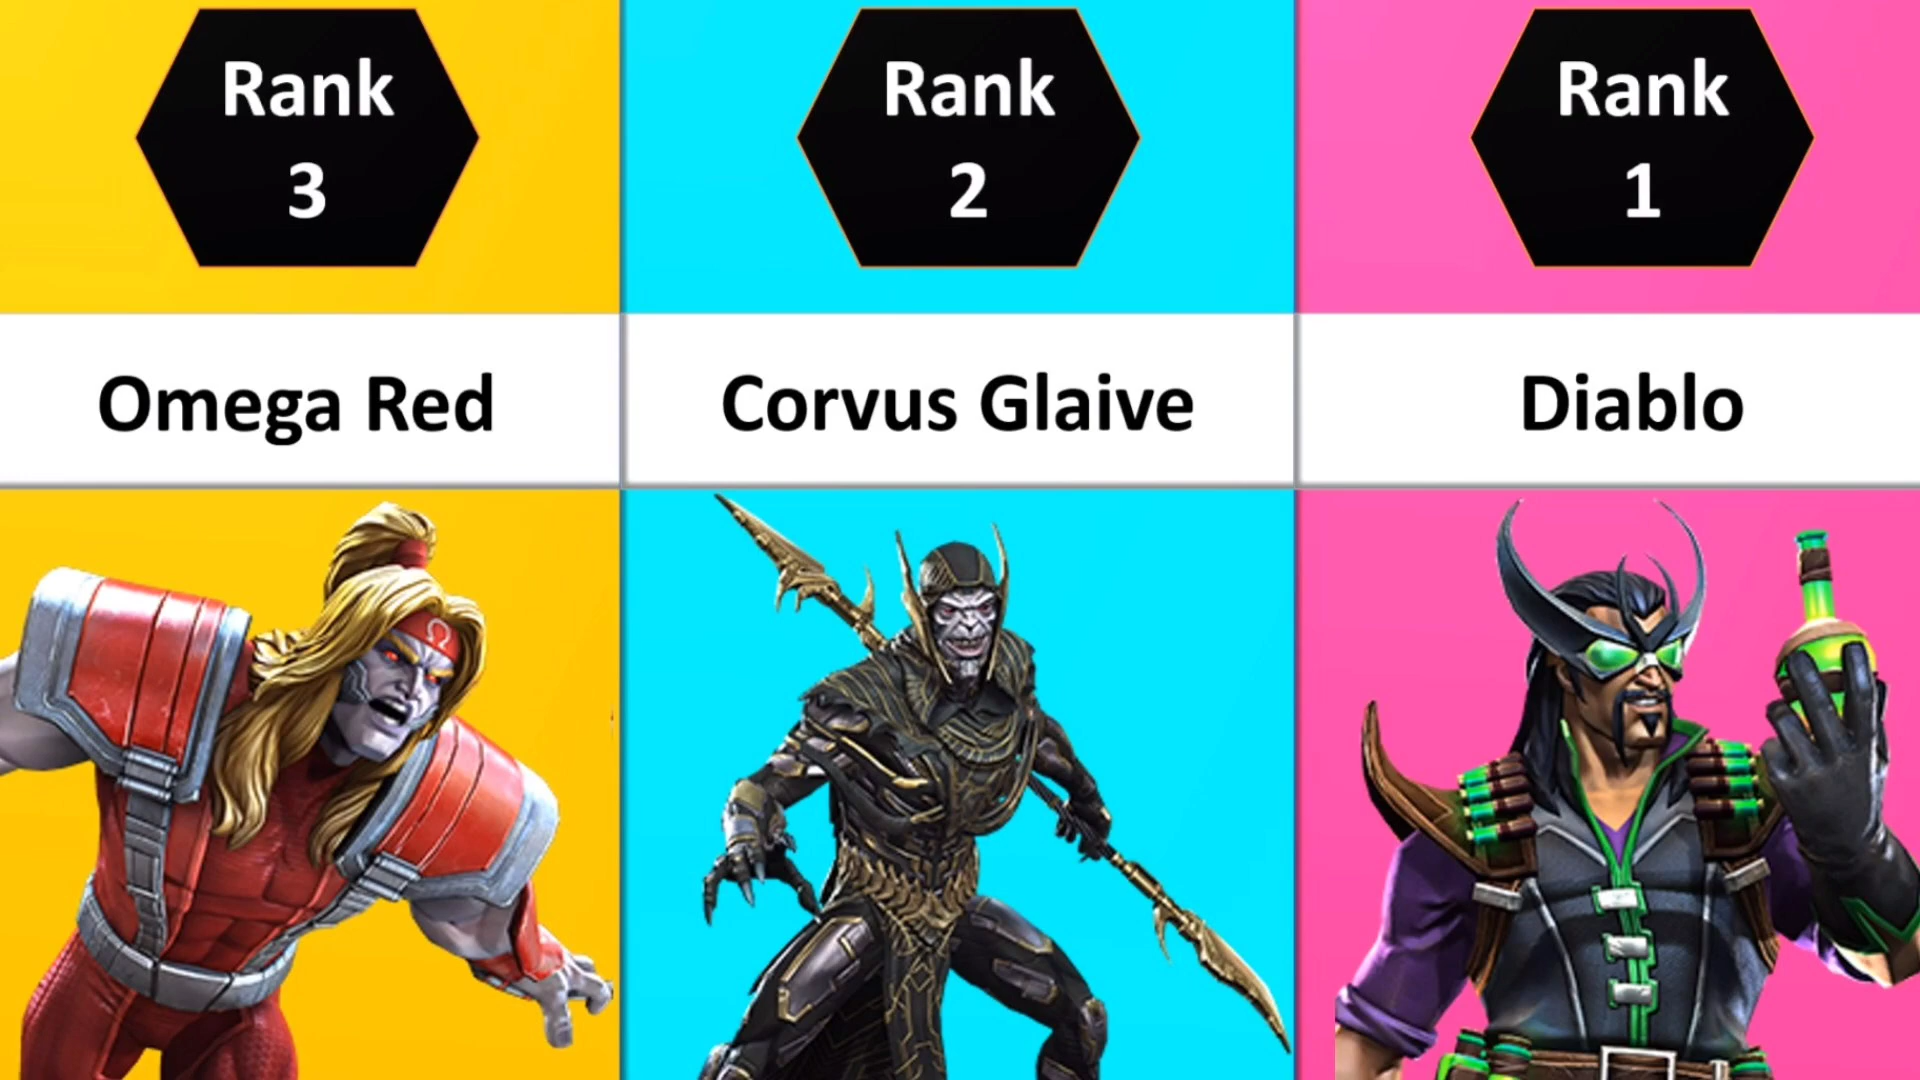 Rank
3
Rank
2
Rank
1
Omega Red
Corvus Glaive
Diablo
Ω